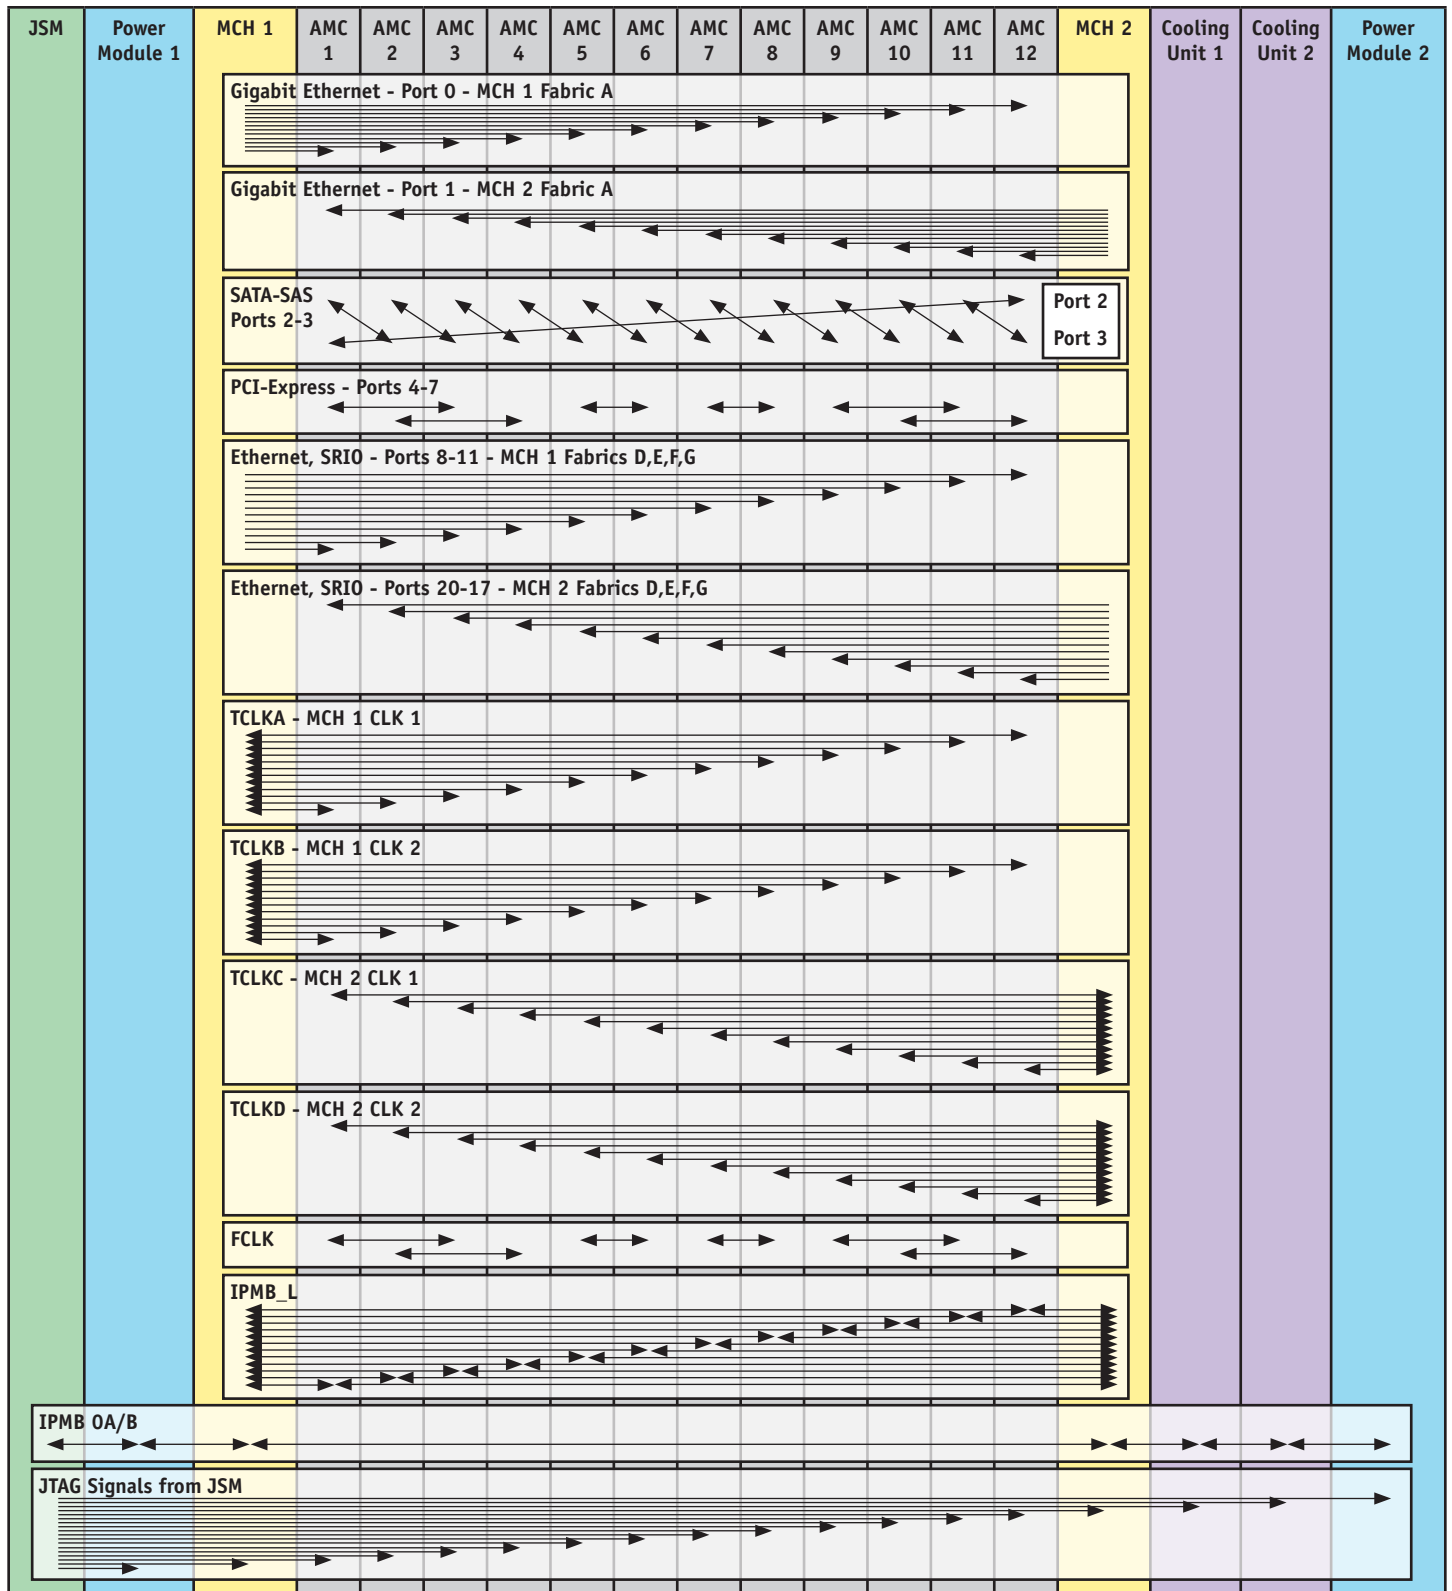 JSM
Power
Module 1
MCH 1
AMC
1
AMC
2
AMC
3
AMC
4
AMC
5
AMC
6
AMC
7
AMC
8
AMC
9
AMC
10
AMC
11
AMC
12
MCH 2
Cooling
Unit 1
Cooling
Unit 2
Power
Module 2
Gigabit Ethernet - Port 0 - MCH 1 Fabric A
Gigabit Ethernet - Port 1 - MCH 2 Fabric A
SATA-SAS
Ports 2-3
Port 2
Port 3
PCI-Express - Ports 4-7
Ethernet, SRIO - Ports 8-11 - MCH 1 Fabrics D,E,F,G
Ethernet, SRIO - Ports 20-17 - MCH 2 Fabrics D,E,F,G
TCLKA - MCH 1 CLK 1
TCLKB - MCH 1 CLK 2
TCLKC - MCH 2 CLK 1
TCLKD - MCH 2 CLK 2
FCLK
IPMB_L
IPMB 0A/B
JTAG Signals from JSM